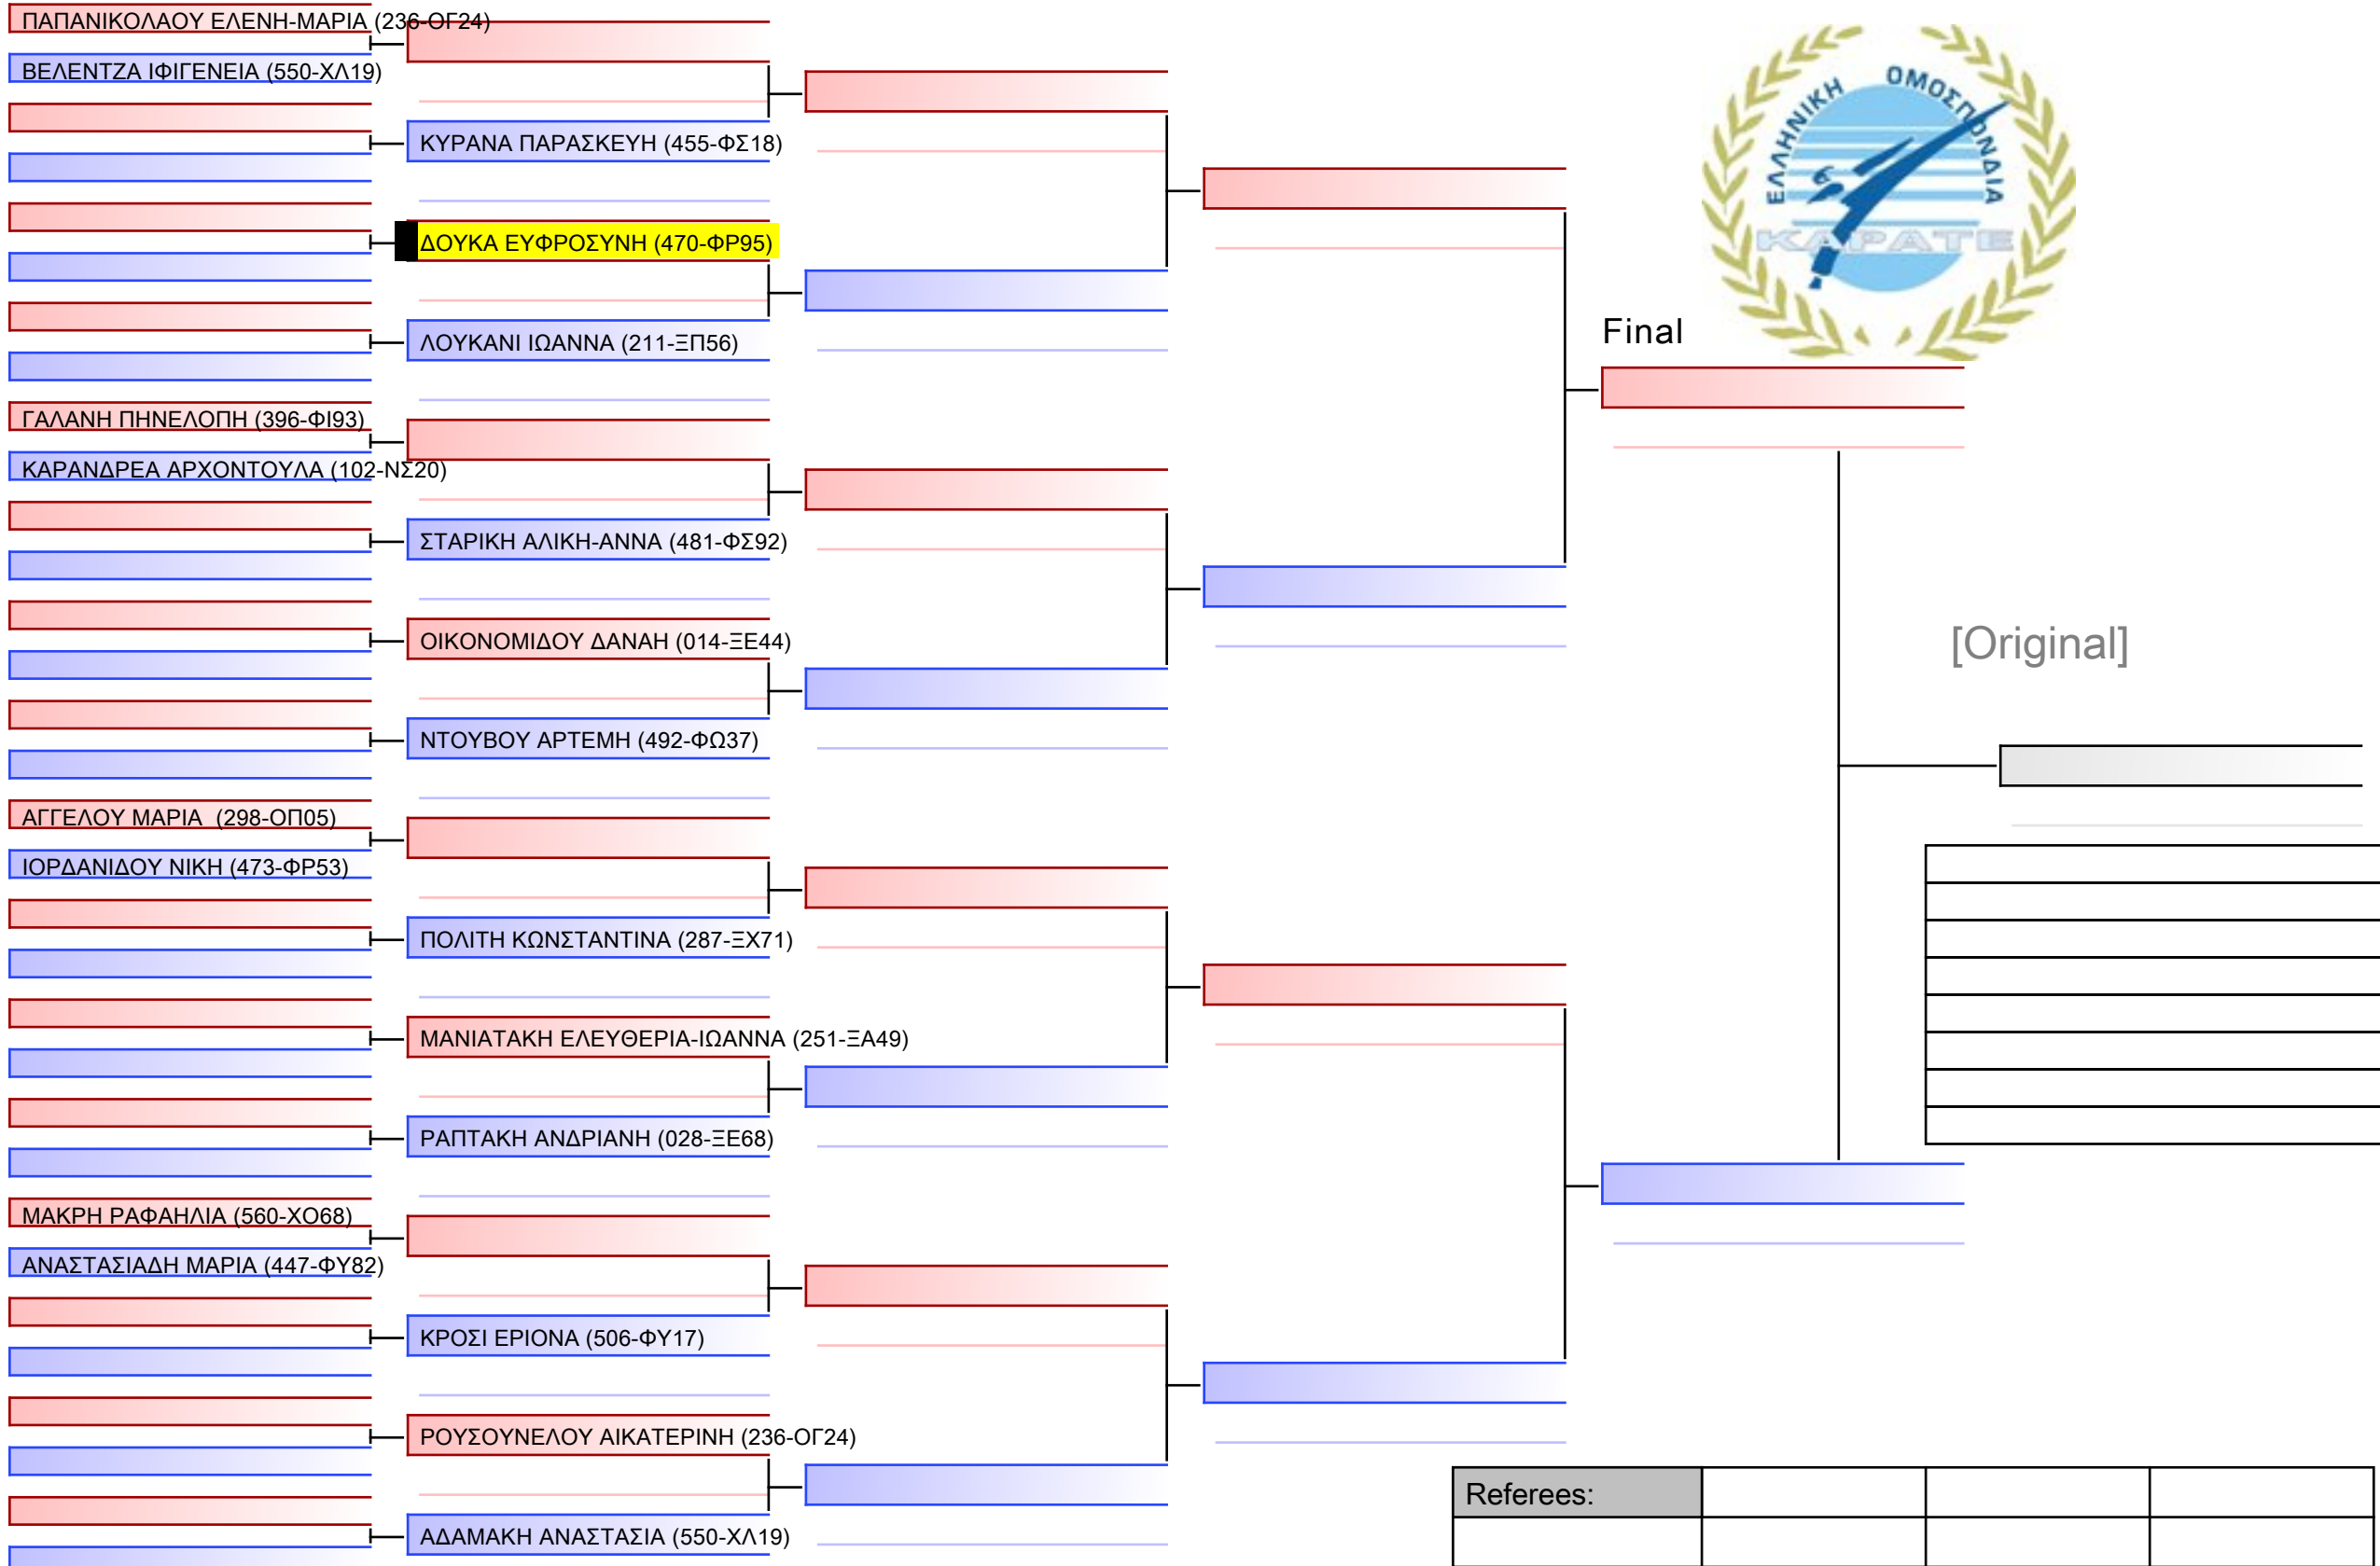 ΠΑΠΑΝΙΚΟΛΑΟΥ ΕΛΕΝΗ-ΜΑΡΙΑ (236-ΟΓ24)
ΒΕΛΕΝΤΖΑ ΙΦΙΓΕΝΕΙΑ (550-ΧΛ19)
ΚΥΡΑΝΑ ΠΑΡΑΣΚΕΥΗ (455-ΦΣ18)
ΔΟΥΚΑ ΕΥΦΡΟΣΥΝΗ (470-ΦΡ95)
ΛΟΥΚΑΝΙ ΙΩΑΝΝΑ (211-ΞΠ56)
ΓΑΛΑΝΗ ΠΗΝΕΛΟΠΗ (396-ΦΙ93)
ΚΑΡΑΝΔΡΕΑ ΑΡΧΟΝΤΟΥΛΑ (102-ΝΣ20)
ΣΤΑΡΙΚΗ ΑΛΙΚΗ-ΑΝΝΑ (481-ΦΣ92)
ΟΙΚΟΝΟΜΙΔΟΥ ΔΑΝΑΗ (014-ΞΕ44)
ΝΤΟΥΒΟΥ ΑΡΤΕΜΗ (492-ΦΩ37)
ΑΓΓΕΛΟΥ ΜΑΡΙΑ  (298-ΟΠ05)
ΙΟΡΔΑΝΙΔΟΥ ΝΙΚΗ (473-ΦΡ53)
ΠΟΛΙΤΗ ΚΩΝΣΤΑΝΤΙΝΑ (287-ΞΧ71)
ΜΑΝΙΑΤΑΚΗ ΕΛΕΥΘΕΡΙΑ-ΙΩΑΝΝΑ (251-ΞΑ49)
ΡΑΠΤΑΚΗ ΑΝΔΡΙΑΝΗ (028-ΞΕ68)
ΜΑΚΡΗ ΡΑΦΑΗΛΙΑ (560-ΧΟ68)
ΑΝΑΣΤΑΣΙΑΔΗ ΜΑΡΙΑ (447-ΦΥ82)
ΚΡΟΣΙ ΕΡΙΟΝΑ (506-ΦΥ17)
ΡΟΥΣΟΥΝΕΛΟΥ ΑΙΚΑΤΕΡΙΝΗ (236-ΟΓ24)
ΑΔΑΜΑΚΗ ΑΝΑΣΤΑΣΙΑ (550-ΧΛ19)
ΕΛΛΗΝΙΚΗ ΟΜΟΣΠΟΝΔΙΑ
ΚΑΡΑΤΕ
Final
[Original]
Referees: